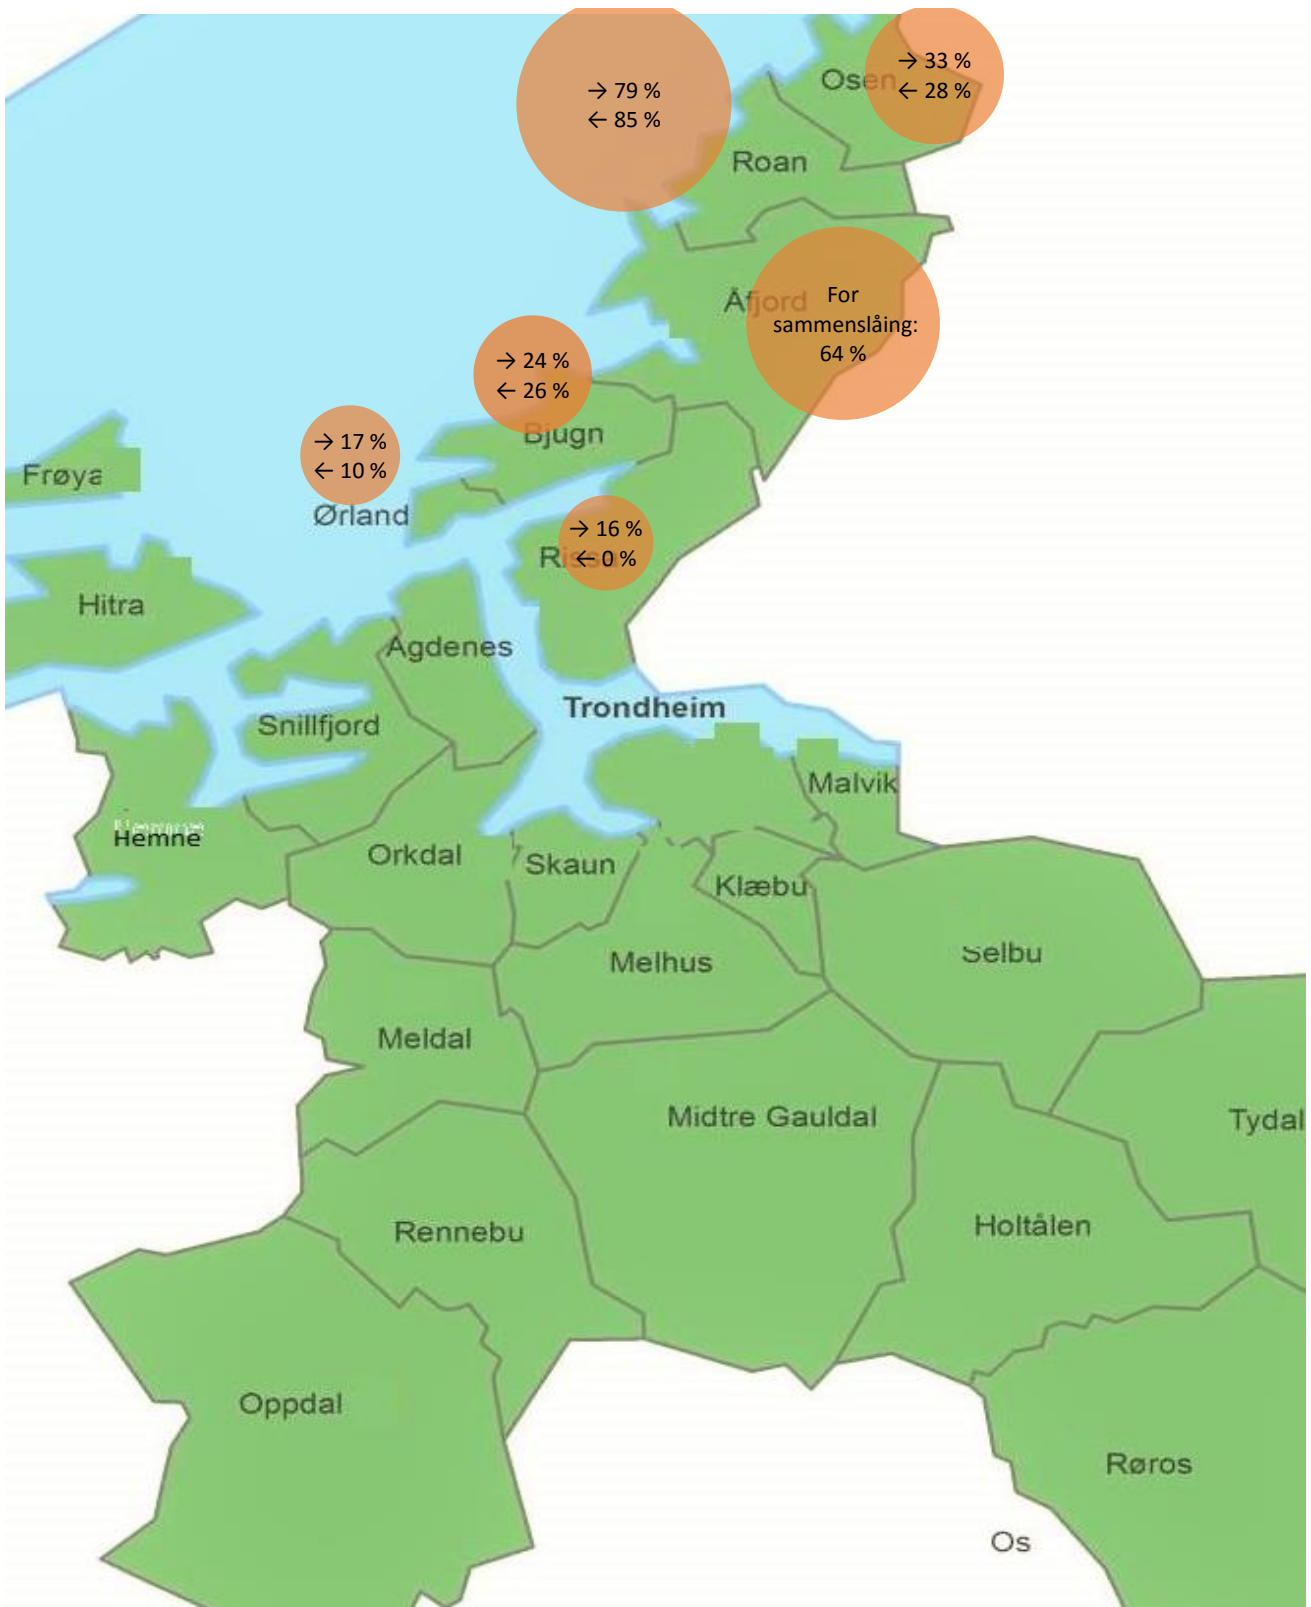 → 33 %
Osen
← 28 %
→ 79 %
← 85 %
Roan
For
Åfjord
sammenslåing:
64 %
→ 24 %
← 26 %
Bjugn
→ 17 %
← 10 %
Frøya
Ørland
→ 16 %
Rissa
← 0 %
Hitra
Agdenes
Trondheim
Snillfjord
Malvik
Hemne
Orkdal
Skaun
Klæbu
Selbu
Melhus
Meldal
Midtre Gauldal
Tydal
Rennebu
Holtålen
Oppdal
Røros
Os